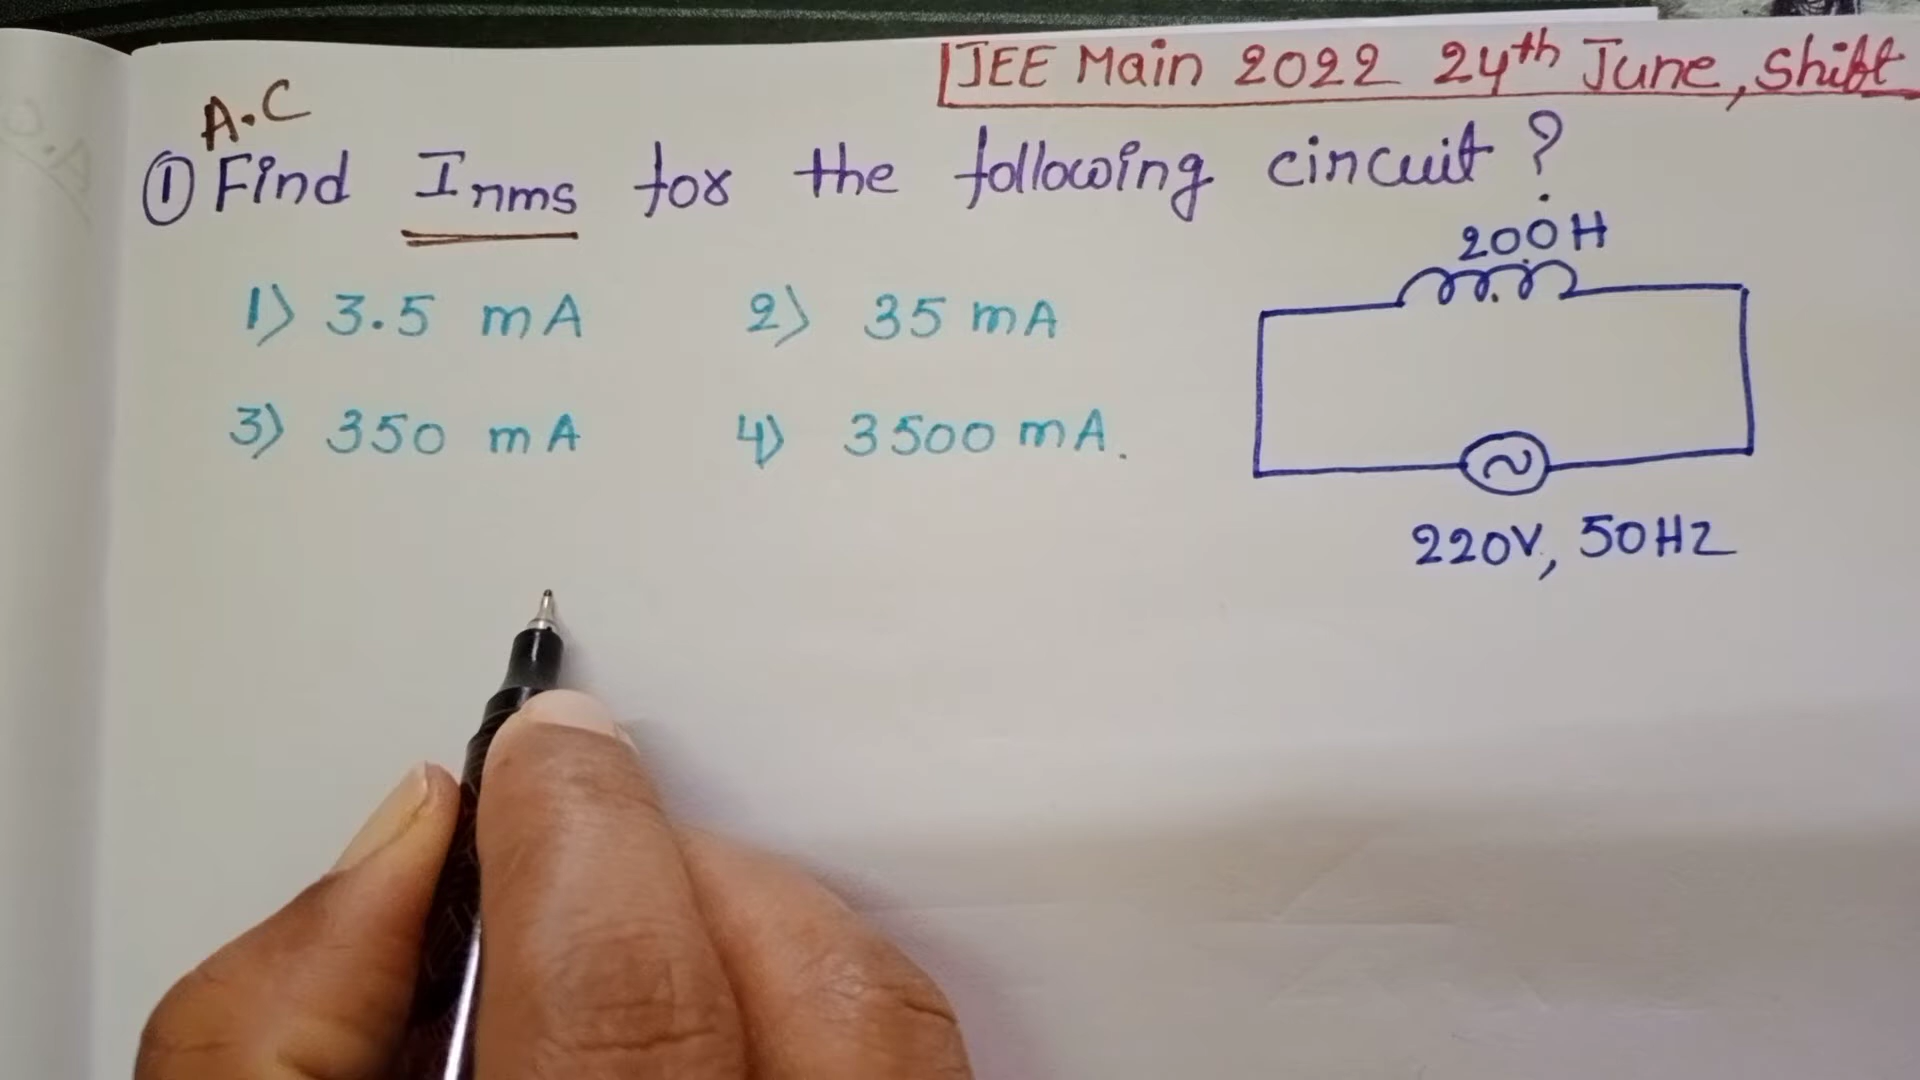 JEE Main 2022 24th June, Shift
A.C
① Find Irms for the following circuit ?
200H
1) 3.5 mA 2) 35 mA
3) 350 mA 4) 3500 mA.
220V, 50Hz